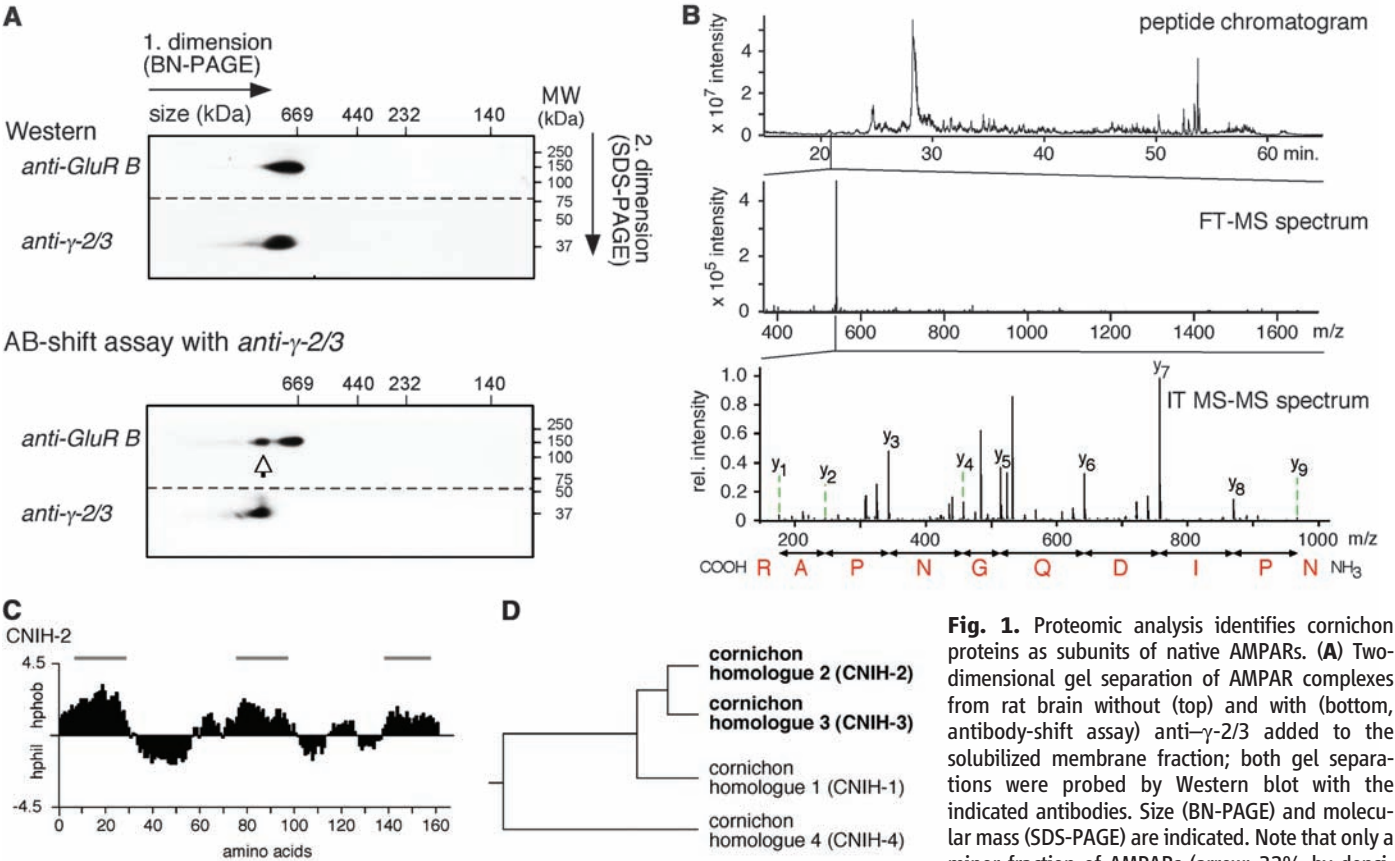 A
1. dimension
(BN-PAGE)
size (kDa)
669 440 232 140
MW
(kDa)
Western
anti-GluR B
anti-γ-2/3
250
150
100
75
50
37
2. dimension
(SDS-PAGE)
AB-shift assay with anti-γ-2/3
669 440 232 140
anti-GluR B
anti-γ-2/3
250
150
100
75
50
37
B
peptide chromatogram
x 10⁷ intensity
4
2
0
20 30 40 50 60 min.
FT-MS spectrum
x 10⁵ intensity
4
2
0
400 600 800 1000 1200 1400 1600 m/z
IT MS-MS spectrum
rel. intensity
1.0
0.8
0.6
0.4
0.2
0
y1 y2 y3 y4 y5 y6 y7 y8 y9
200 400 600 800 1000 m/z
COOH R A P N G Q D I P N NH3
C
CNIH-2
4.5
hphob
hphil
-4.5
0 20 40 60 80 100 120 140 160
amino acids
D
cornichon
homologue 2 (CNIH-2)
cornichon
homologue 3 (CNIH-3)
cornichon
homologue 1 (CNIH-1)
cornichon
homologue 4 (CNIH-4)
Fig. 1. Proteomic analysis identifies cornichon
proteins as subunits of native AMPARs. (A) Two-
dimensional gel separation of AMPAR complexes
from rat brain without (top) and with (bottom,
antibody-shift assay) anti–γ-2/3 added to the
solubilized membrane fraction; both gel separa-
tions were probed by Western blot with the
indicated antibodies. Size (BN-PAGE) and molecu-
lar mass (SDS-PAGE) are indicated. Note that only a
minor fraction of AMPARs (arrow; 32% by densi-